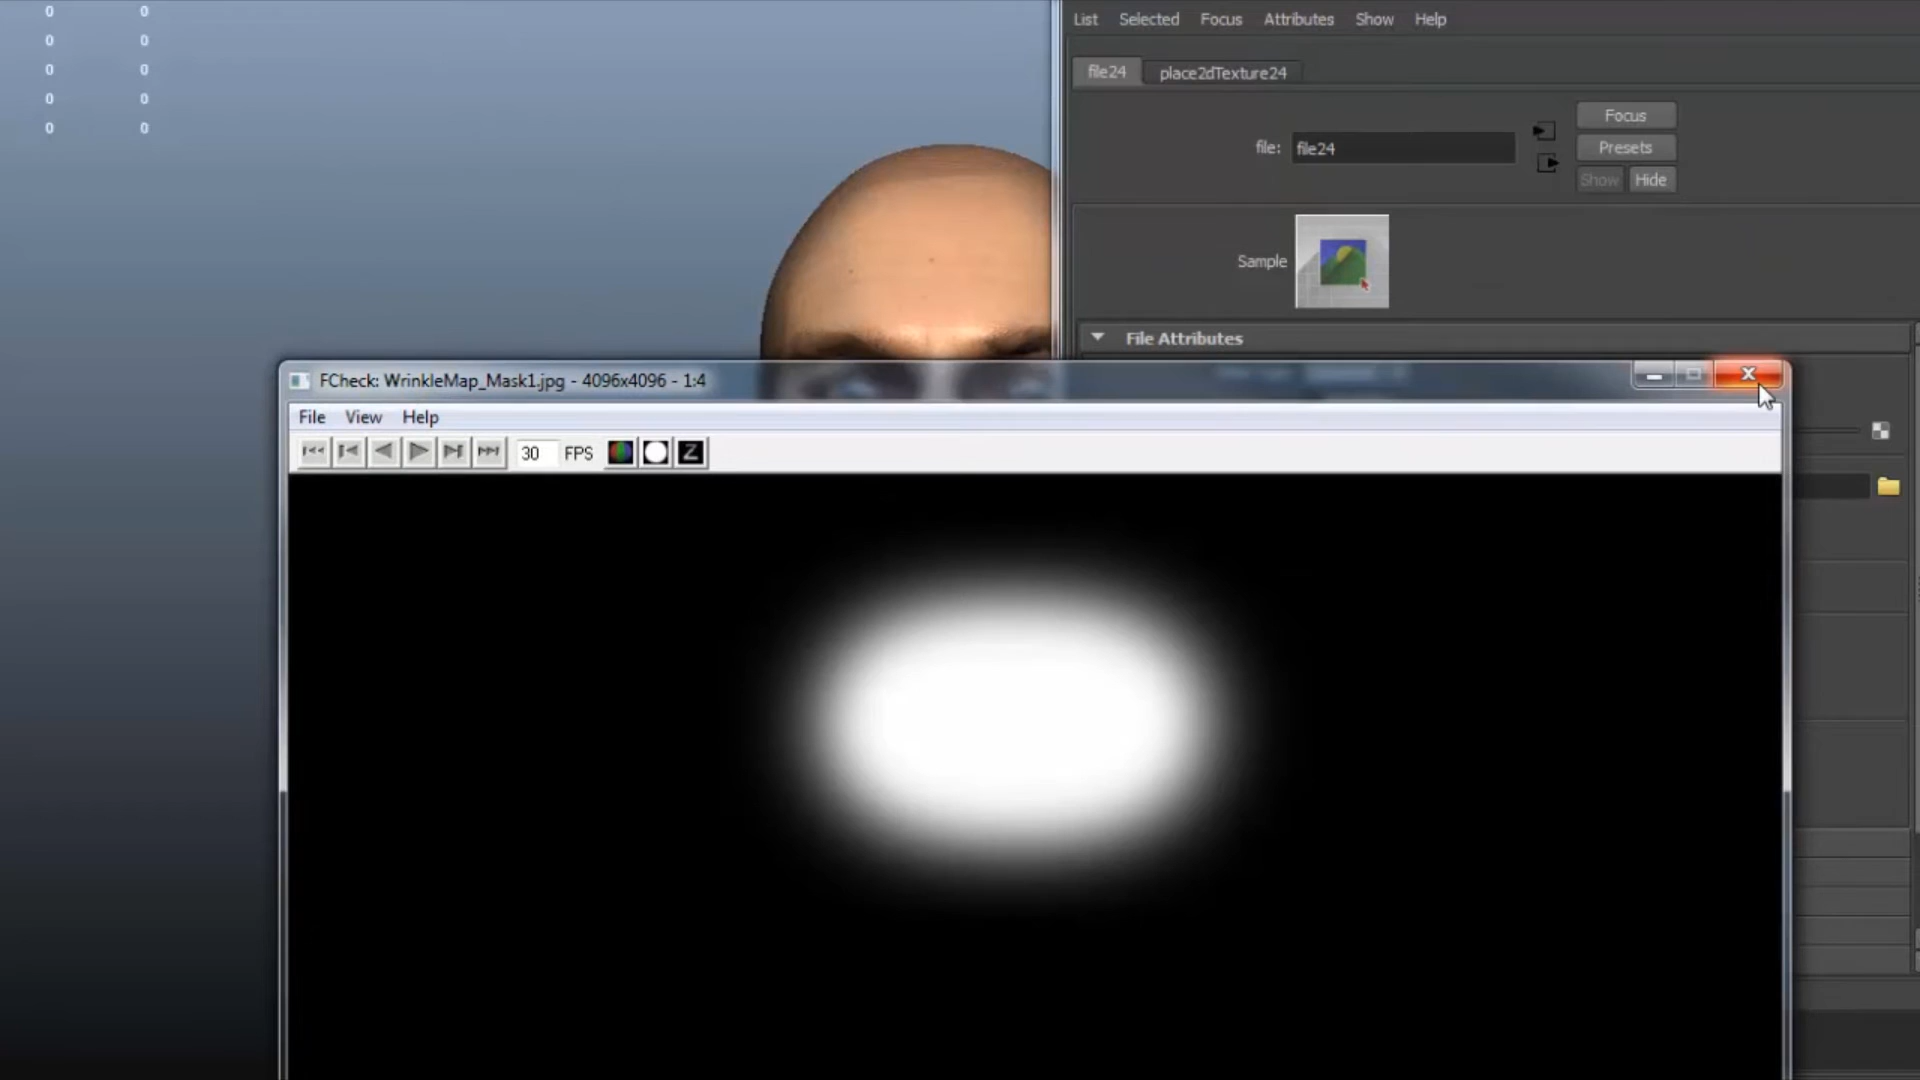 0 0
0 0
0 0
0 0
0 0
List Selected Focus Attributes Show Help
file24 place2dTexture24
file: file24
Focus
Presets
Show Hide
Sample
File Attributes
FCheck: WrinkleMap_Mask1.jpg - 4096x4096 - 1:4
File View Help
30 FPS Z